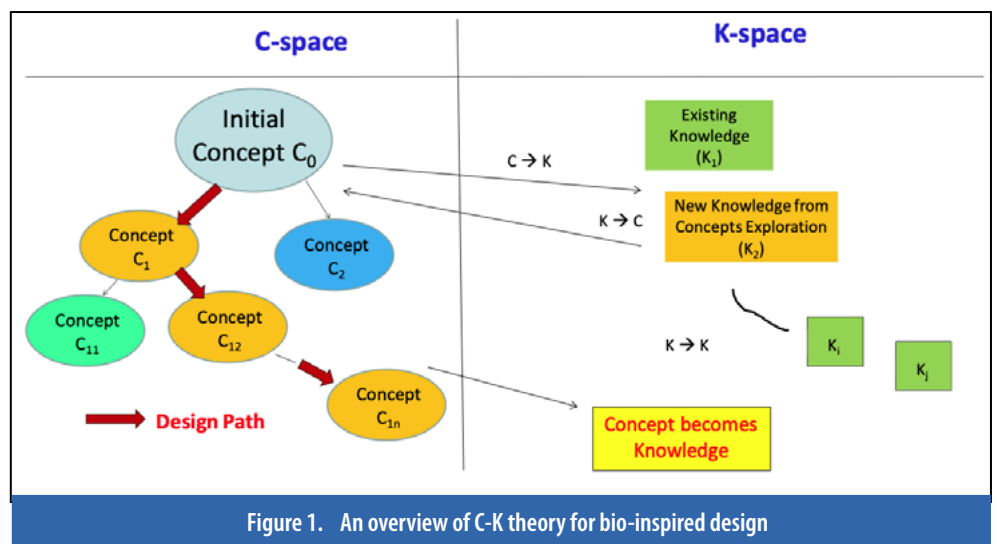 C-space
K-space
Initial
Concept C₀
Existing
Knowledge
(K₁)
C → K
New Knowledge from
Concepts Exploration
(K₂)
K → C
Concept
C₁
Concept
C₂
Concept
C₁₁
Concept
C₁₂
K → K
Kᵢ
Kⱼ
Concept
C₁ₙ
Design Path
Concept becomes
Knowledge
Figure 1. An overview of C-K theory for bio-inspired design